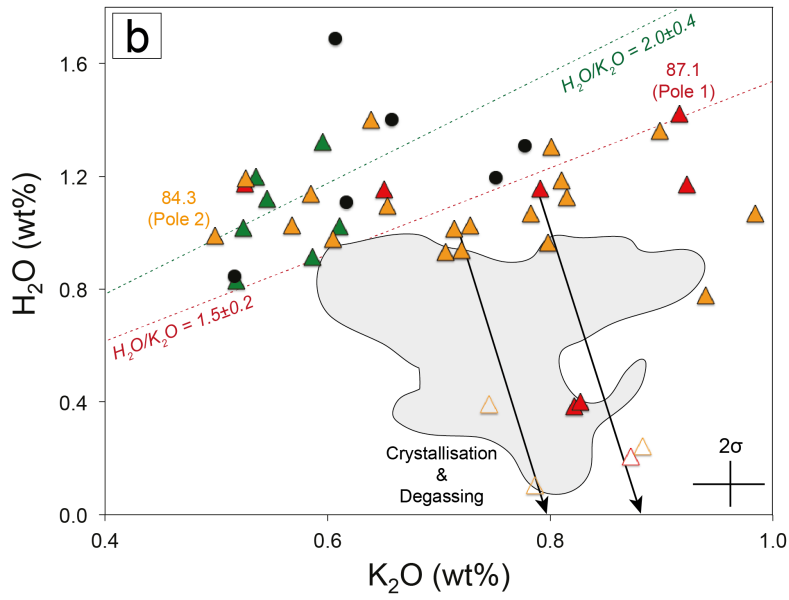 b
H₂O/K₂O = 2.0±0.4
87.1
(Pole 1)
84.3
(Pole 2)
H₂O/K₂O = 1.5±0.2
Crystallisation
&
Degassing
2σ
H₂O (wt%)
1.6
1.2
0.8
0.4
0.0
0.4
0.6
0.8
1.0
K₂O (wt%)